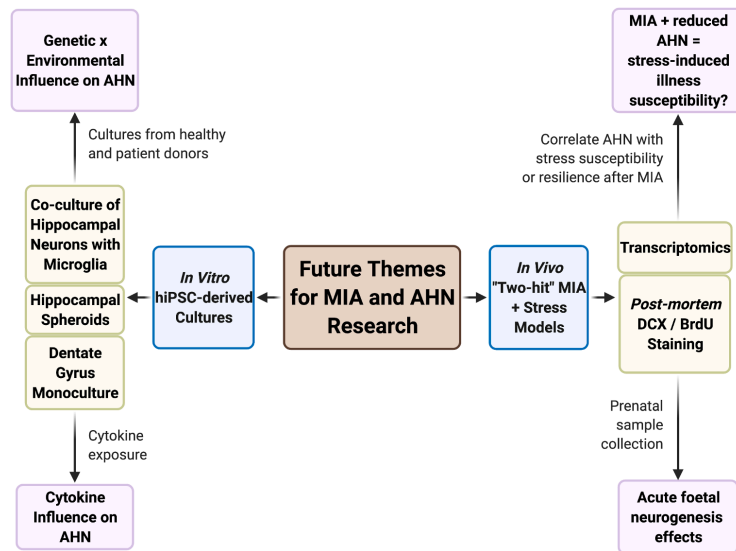 Genetic x
Environmental
Influence on AHN
Cultures from healthy
and patient donors
Co-culture of
Hippocampal
Neurons with
Microglia
Hippocampal
Spheroids
Dentate
Gyrus
Monoculture
Cytokine
exposure
Cytokine
Influence on
AHN
In Vitro
hiPSC-derived
Cultures
Future Themes
for MIA and AHN
Research
In Vivo
"Two-hit" MIA
+ Stress
Models
MIA + reduced
AHN =
stress-induced
illness
susceptibility?
Correlate AHN with
stress susceptibility
or resilience after MIA
Transcriptomics
Post-mortem
DCX / BrdU
Staining
Prenatal
sample
collection
Acute foetal
neurogenesis
effects